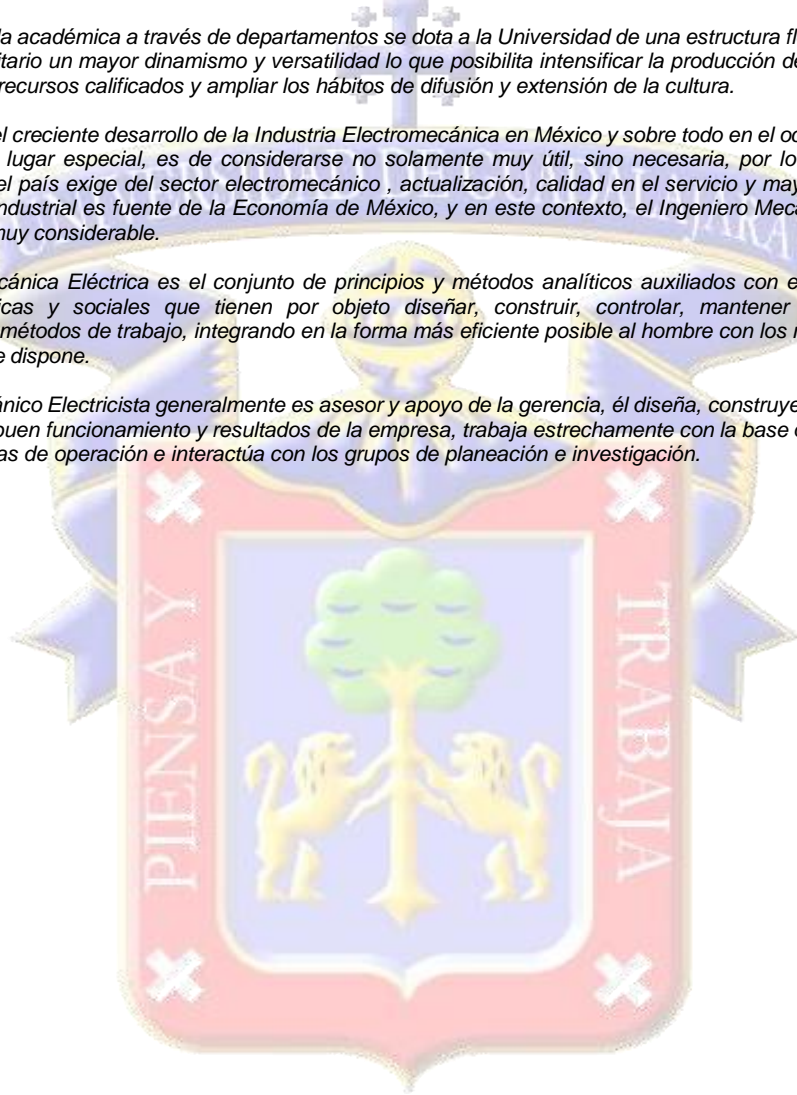 la académica a través de departamentos se dota a la Universidad de una estructura
itario un mayor dinamismo y versatilidad lo que posibilita intensificar la producción de
recursos calificados y ampliar los hábitos de difusión y extensión de la cultura.
el creciente desarrollo de la Industria Electromecánica en México y sobre todo en el
lugar especial, es de considerarse no solamente muy útil, sino necesaria, por lo
el país exige del sector electromecánico , actualización, calidad en el servicio y
ndustrial es fuente de la Economía de México, y en este contexto, el Ingeniero
muy considerable.
cánica Eléctrica es el conjunto de principios y métodos analíticos auxiliados con
icas y sociales que tienen por objeto diseñar, construir, controlar, mantener
métodos de trabajo, integrando en la forma más eficiente posible al hombre con los
e dispone.
ánico Electricista generalmente es asesor y apoyo de la gerencia, él diseña, construye
buen funcionamiento y resultados de la empresa, trabaja estrechamente con la base
as de operación e interactúa con los grupos de planeación e investigación.
UNIVERSIDAD DE GUADALAJARA
PIENSA Y
TRABAJA